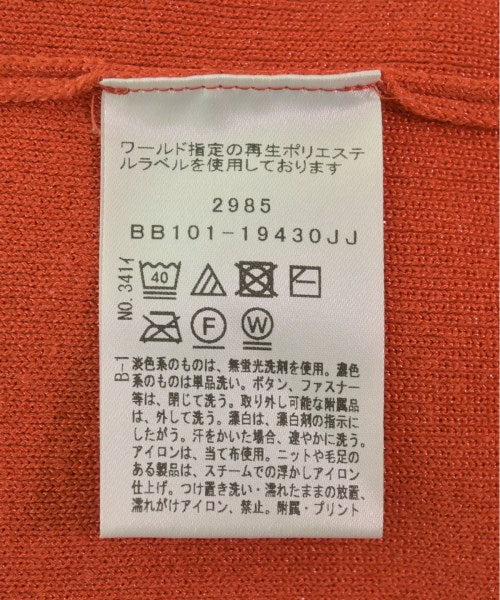 ワールド指定の再生ポリエステ
ルラベルを使用しております
2985
BB101-19430JJ
NO.341イ
40
F
W
B-1
淡色系のものは、無蛍光洗剤を使用。濃色
系のものは単品洗い。ボタン、ファスナー
等は、閉じて洗う。取り外し可能な附属品
は、外して洗う。漂白は、漂白剤の指示に
したがう。汗をかいた場合、速やかに洗う。
アイロンは、当て布使用。ニットや毛足の
ある製品は、スチームでの浮かしアイロン
仕上げ。つけ置き洗い・濡れたままの放置、
濡れがけアイロン、禁止。附属・プリント